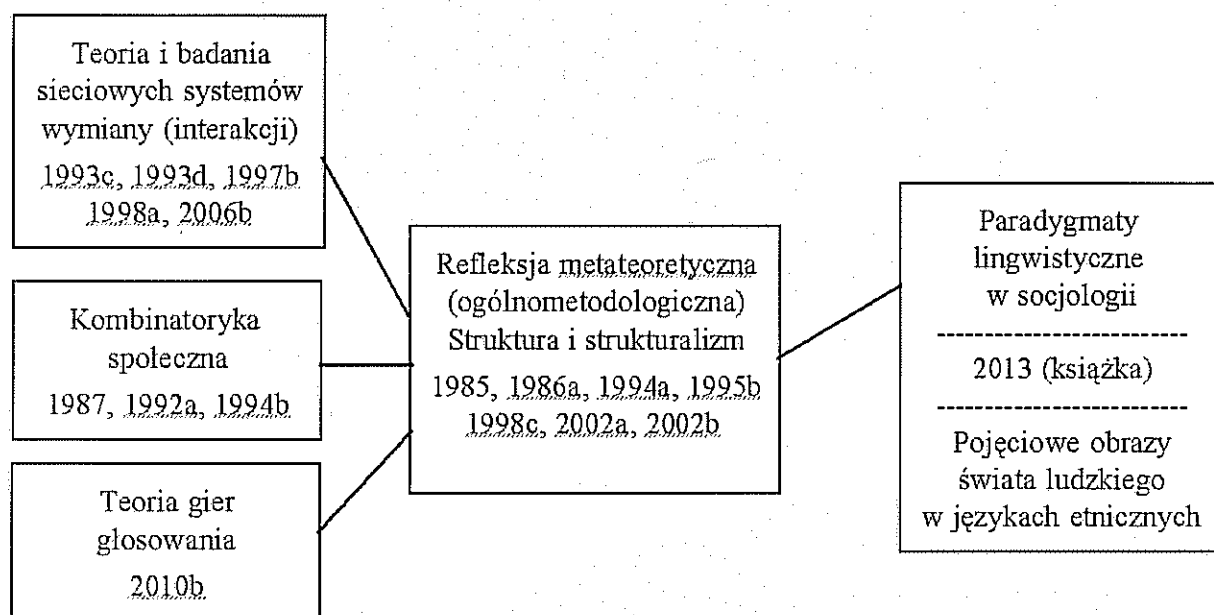 Teoria i badania
sieciowych systemów
wymiany (interakcji)
1993c, 1993d, 1997b
1998a, 2006b
Kombinatoryka
społeczna
1987, 1992a, 1994b
Teoria gier
głosowania
2010b
Refleksja metateoretyczna
(ogólnometodologiczna)
Struktura i strukturalizm
1985, 1986a, 1994a, 1995b
1998c, 2002a, 2002b
Paradygmaty
lingwistyczne
w socjologii
------------------------
2013 (książka)
------------------------
Pojęciowe obrazy
świata ludzkiego
w językach etnicznych